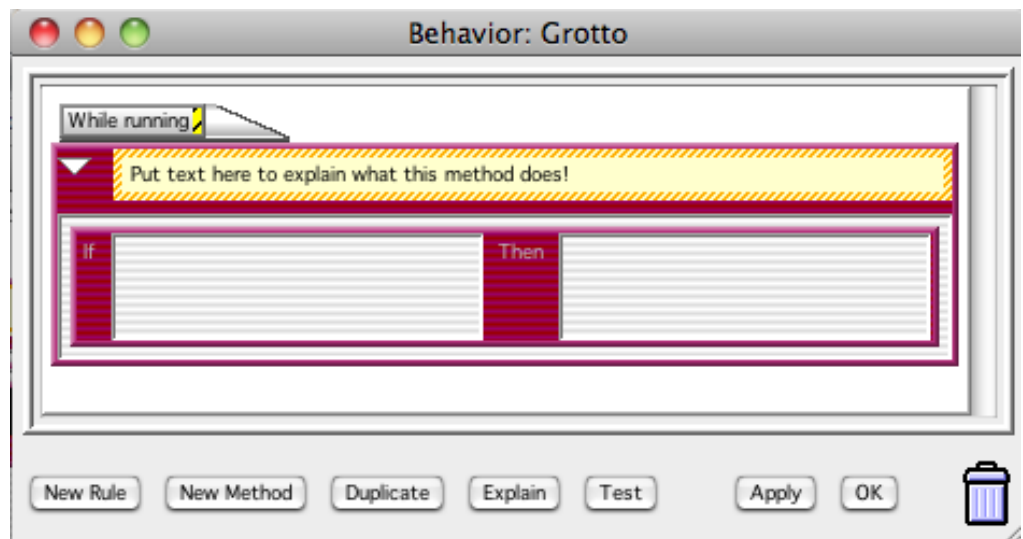 Behavior: Grotto
While running
Put text here to explain what this method does!
If
Then
New Rule
New Method
Duplicate
Explain
Test
Apply
OK